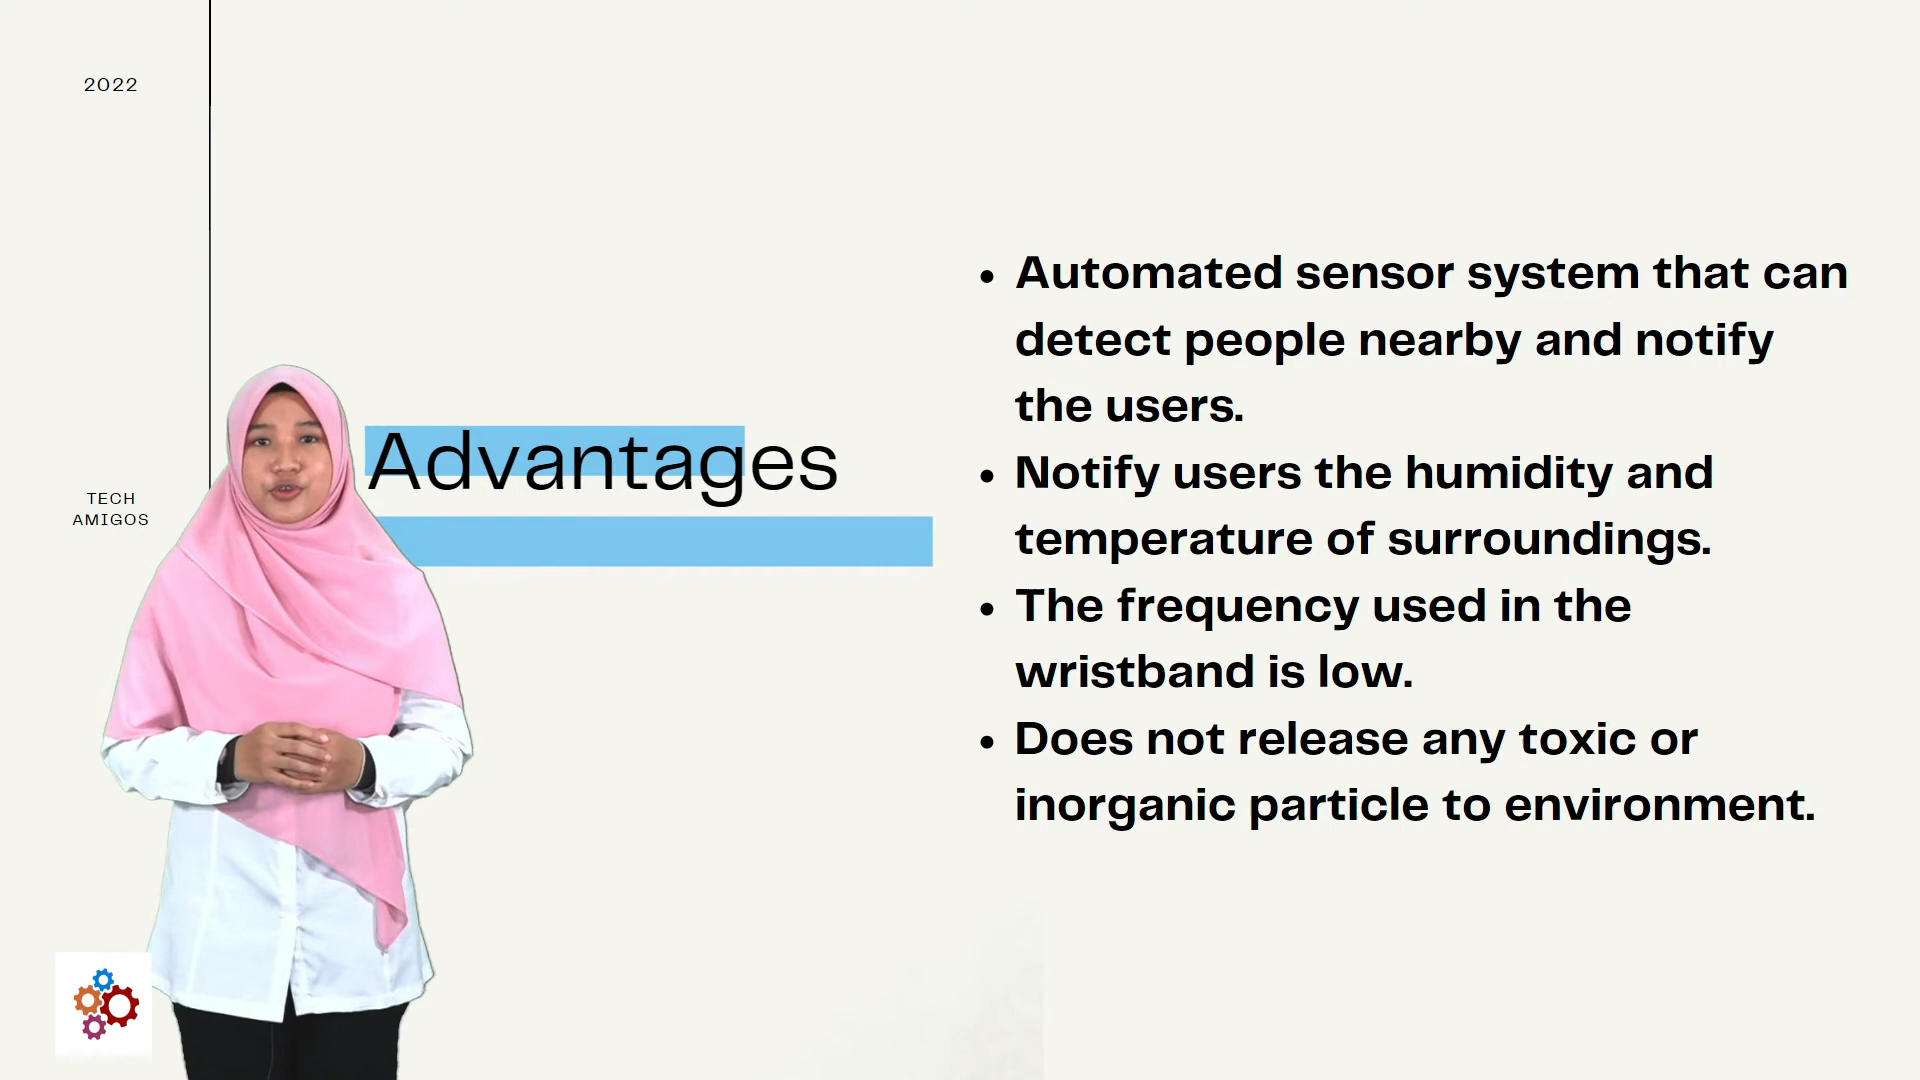 2022
TECH
AMIGOS
Advantages
• Automated sensor system that can
detect people nearby and notify
the users.
• Notify users the humidity and
temperature of surroundings.
• The frequency used in the
wristband is low.
• Does not release any toxic or
inorganic particle to environment.